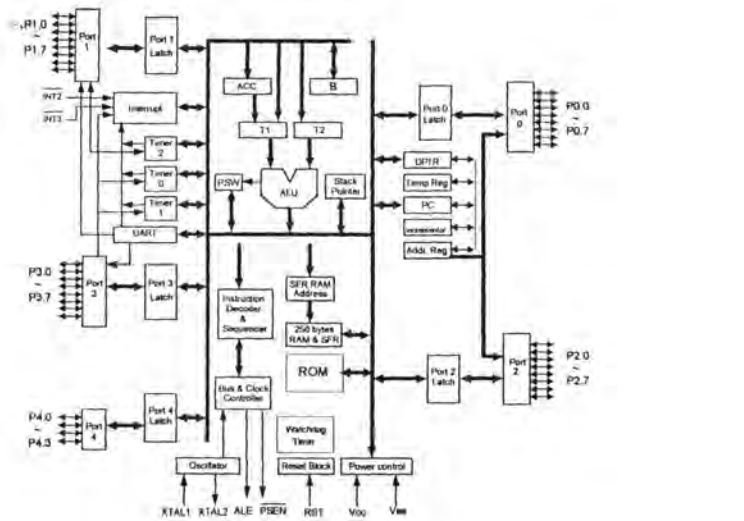 P1.0
~
P1.7
Port
1
Port 1
Latch
ACC
B
Port 0
Latch
Port
0
P0.0
~
P0.7
INT2
INT3
Interrupt
T1
T2
Timer
2
Timer
0
Timer
1
UART
PSW
ALU
Stack
Pointer
DPTR
Temp Reg
PC
Addr. Reg
P3.0
~
P3.7
Port
3
Port 3
Latch
Instruction
Decoder
&
Sequencer
SFR RAM
Address
256 bytes
RAM & SFR
ROM
Port 2
Latch
Port
2
P2.0
~
P2.7
Bus & Clock
Controller
P4.0
~
P4.3
Port
4
Port 4
Latch
Watchdog
Timer
Oscillator
Reset Block
Power control
XTAL1
XTAL2
ALE
PSEN
RST